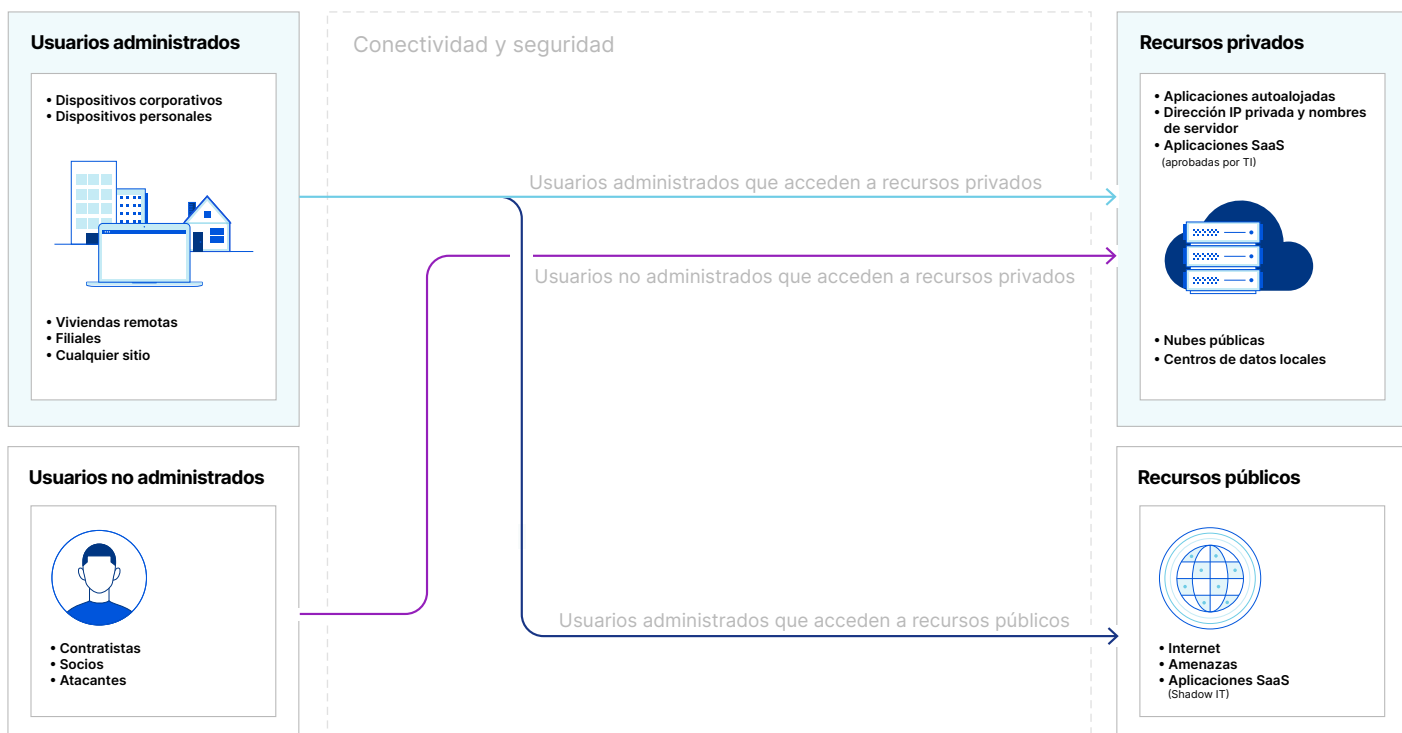 Usuarios administrados
• Dispositivos corporativos
• Dispositivos personales
• Viviendas remotas
• Filiales
• Cualquier sitio
Usuarios no administrados
• Contratistas
• Socios
• Atacantes
Conectividad y seguridad
Usuarios administrados que acceden a recursos privados
Usuarios no administrados que acceden a recursos privados
Usuarios administrados que acceden a recursos públicos
Recursos privados
• Aplicaciones autoalojadas
• Dirección IP privada y nombres
de servidor
• Aplicaciones SaaS
(aprobadas por TI)
• Nubes públicas
• Centros de datos locales
Recursos públicos
• Internet
• Amenazas
• Aplicaciones SaaS
(Shadow IT)